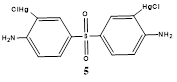 ClHg O HgCl
H₂N S NH₂
O
5